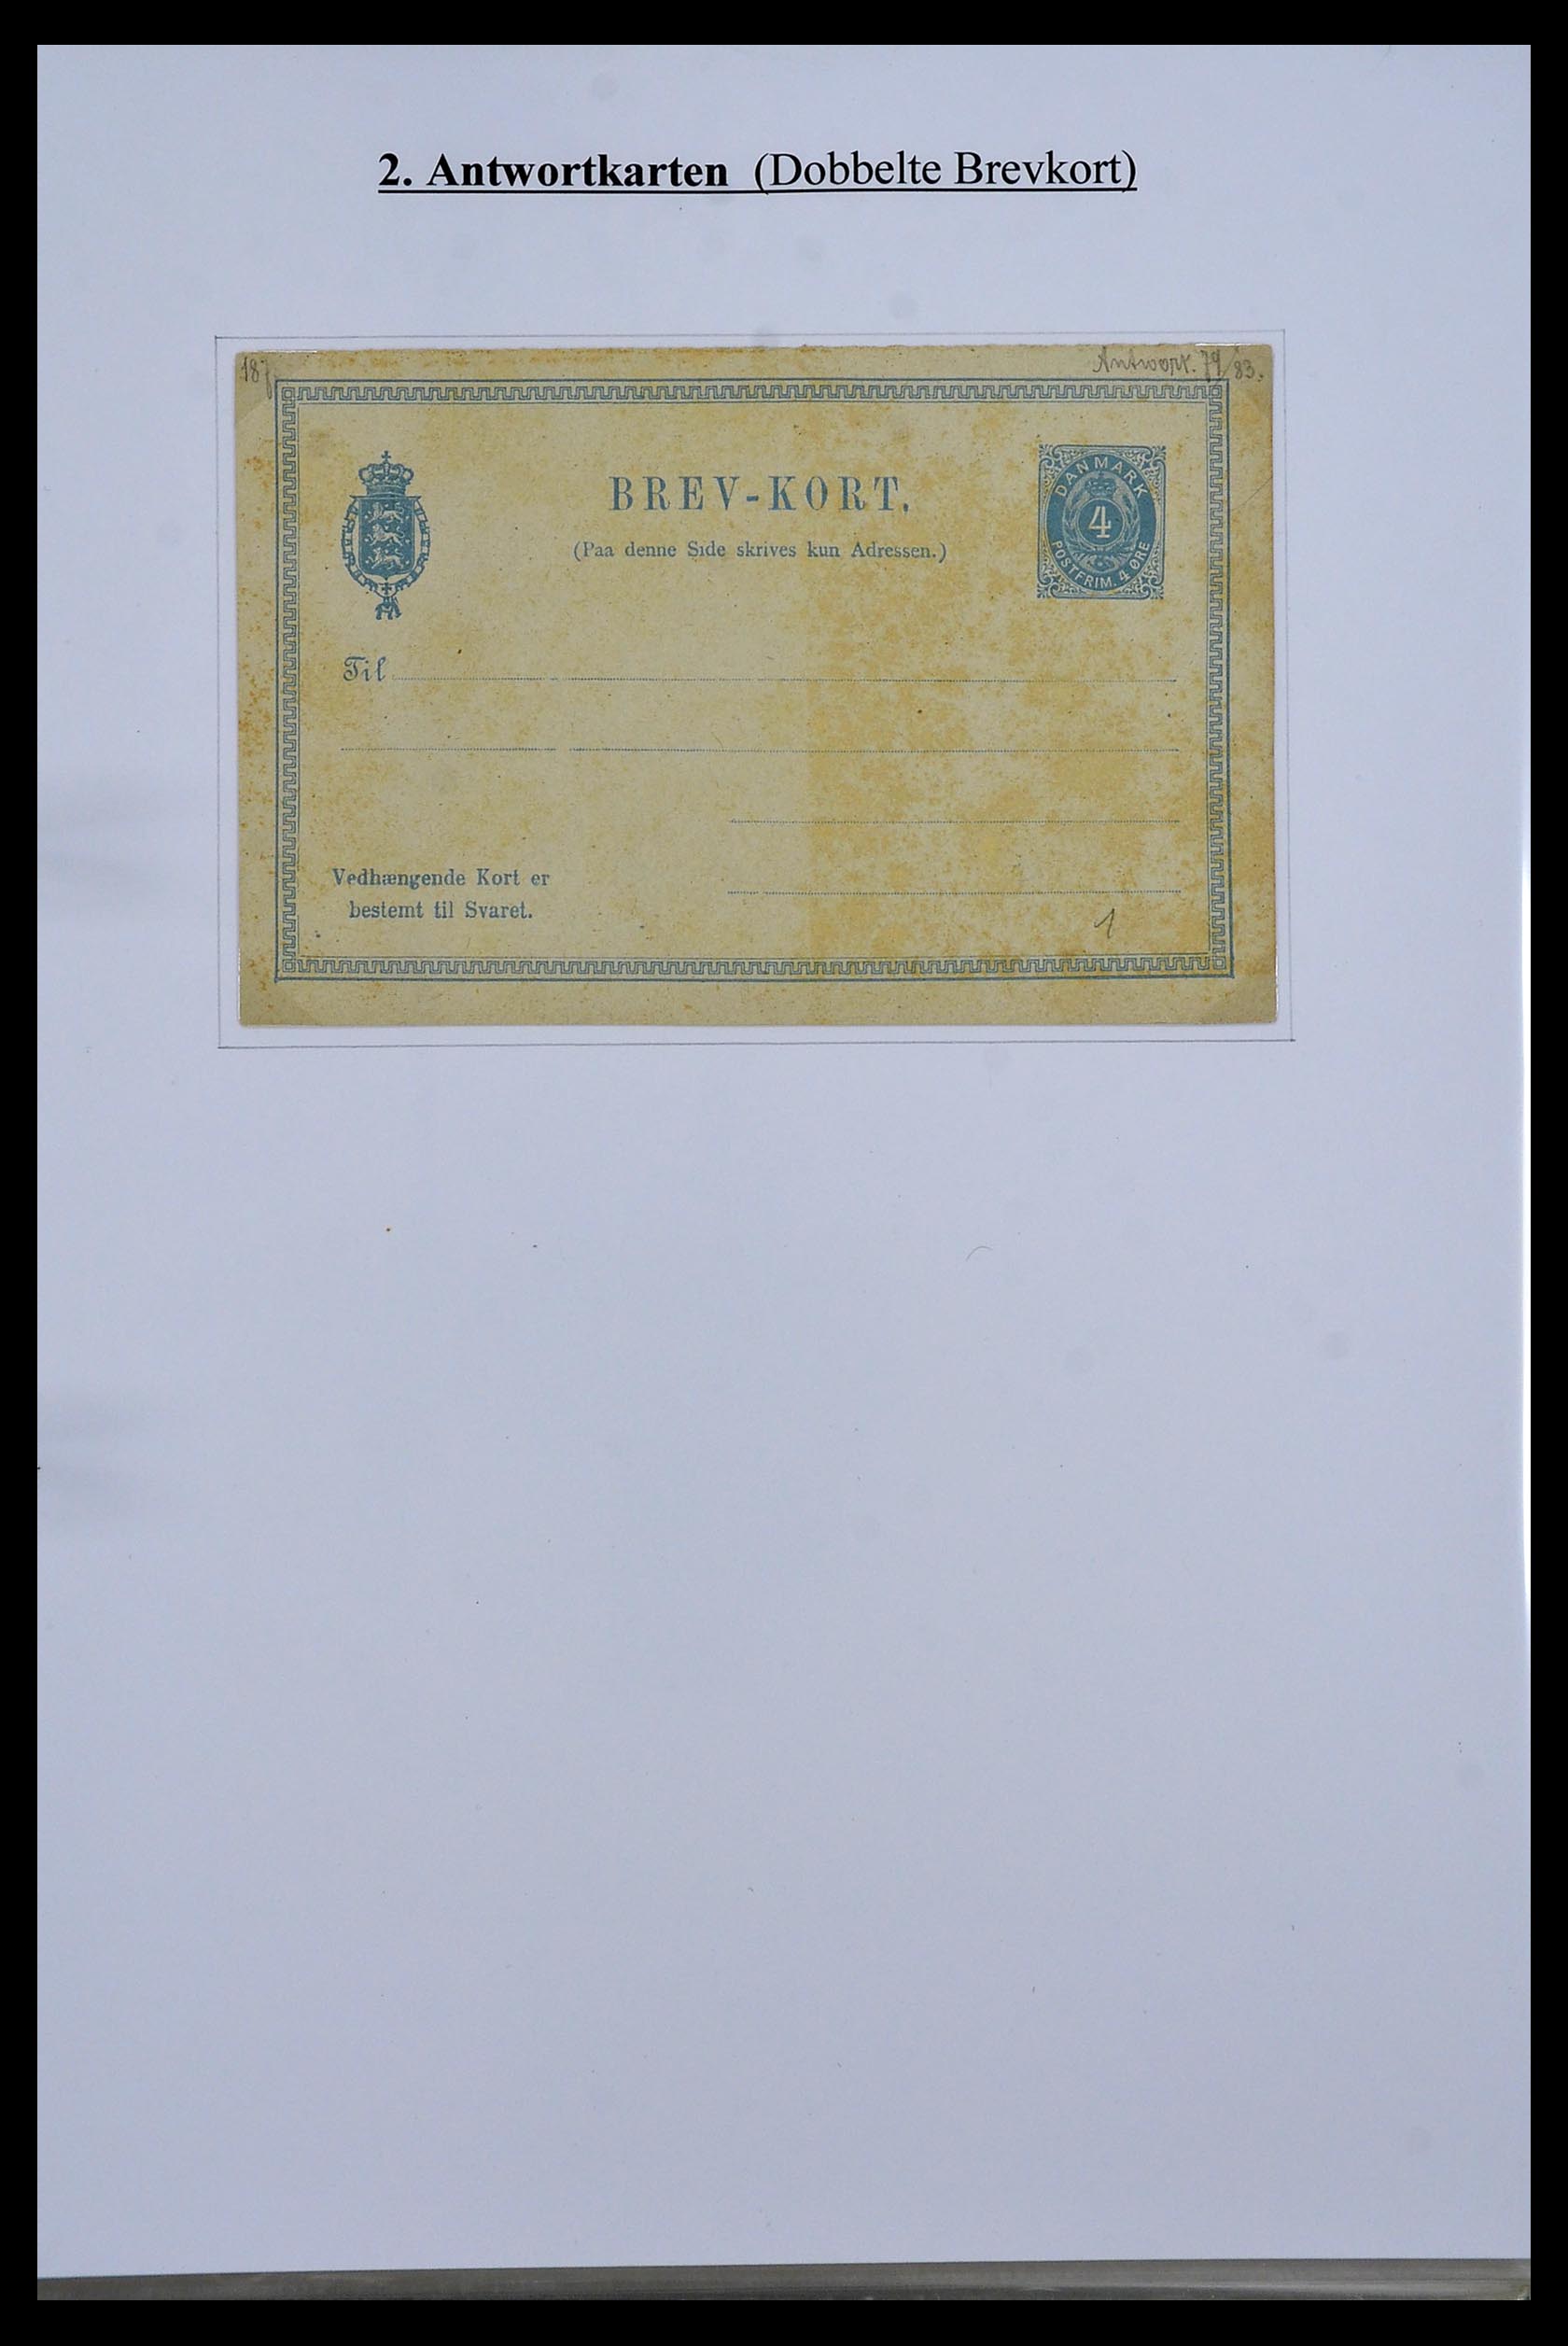 2. Antwortkarten (Dobbelte Brevkort)
187 Antwort. 79/83.
BREV-KORT.
(Paa denne Side skrives kun Adressen.)
DANMARK
4
POSTFRIM. 4 ØRE
Til
Vedhængende Kort er
bestemt til Svaret.
1